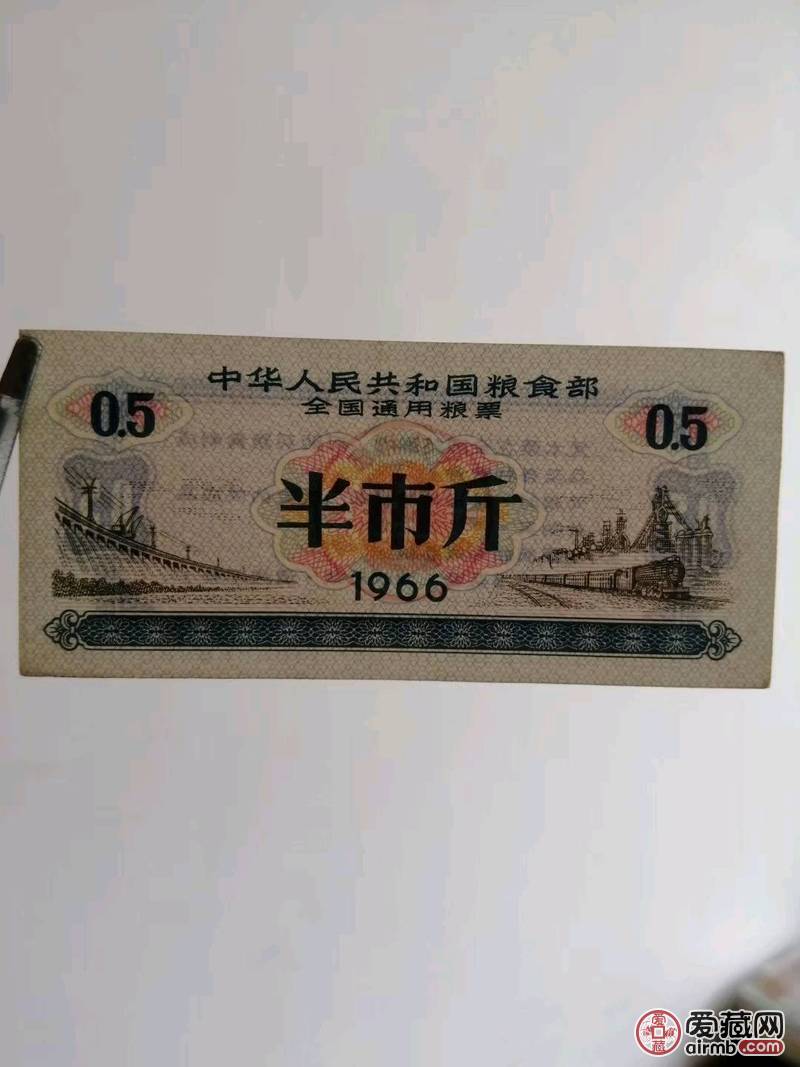 中华人民共和国粮食部
全国通用粮票
0.5
0.5
半市斤
1966
爱藏网
airmb.com